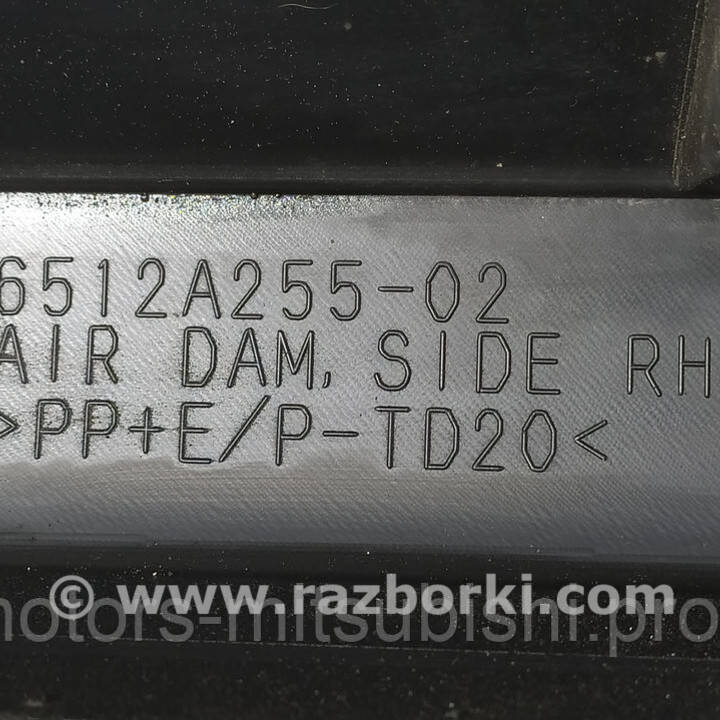 6512A255-02
AIR DAM, SIDE RH
>PP+E/P-TD20<
© www.razborki.com
motors-mitsubishi.pro